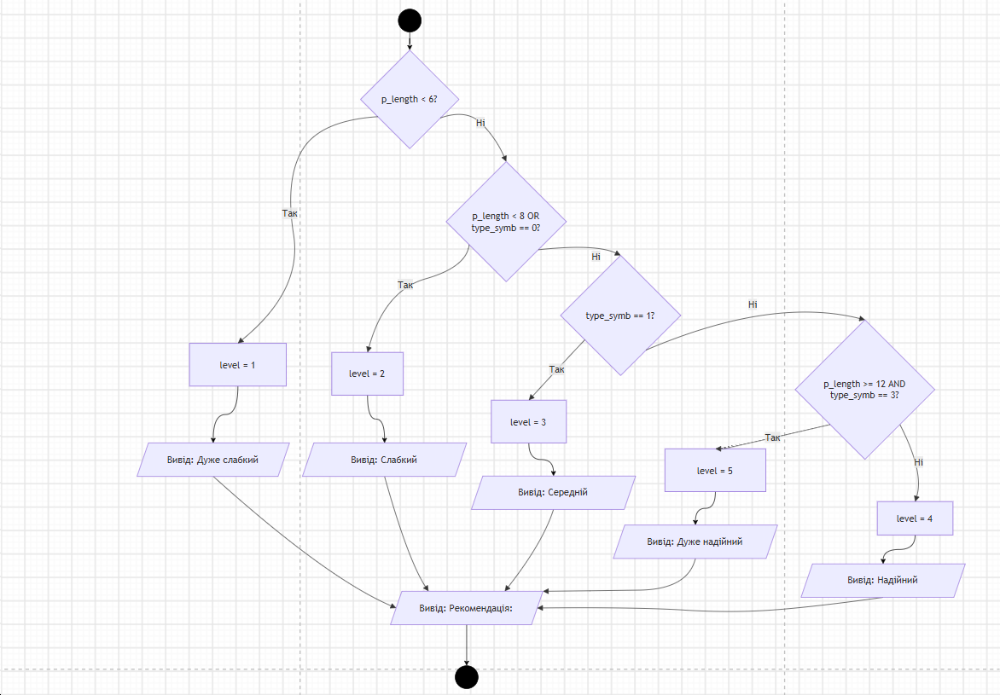 p_length < 6?
Ні
Так
p_length < 8 OR
type_symb == 0?
Ні
Так
type_symb == 1?
Ні
Так
p_length >= 12 AND
type_symb == 3?
Так
Ні
level = 1
level = 2
level = 3
level = 5
level = 4
Вивід: Дуже слабкий
Вивід: Слабкий
Вивід: Середній
Вивід: Дуже надійний
Вивід: Надійний
Вивід: Рекомендація: